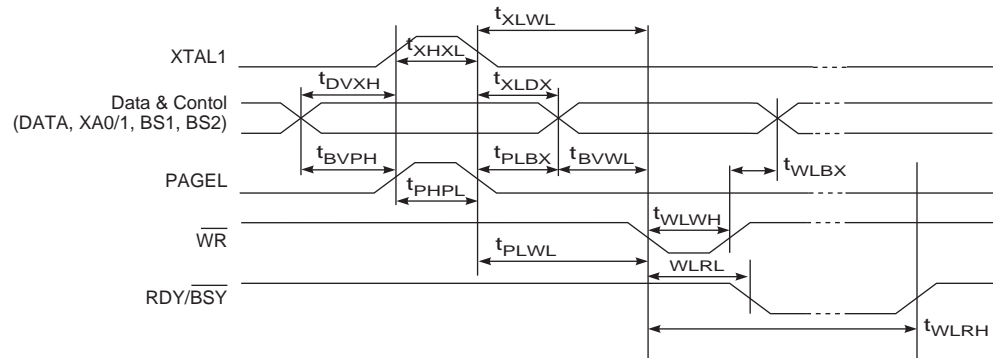 tXLWL
XTAL1
tXHXL
tDVXH
tXLDX
Data & Contol
(DATA, XA0/1, BS1, BS2)
tBVPH
tPLBX
tBVWL
tWLBX
PAGEL
tPHPL
tWLWH
WR
tPLWL
WLRL
RDY/BSY
tWLRH